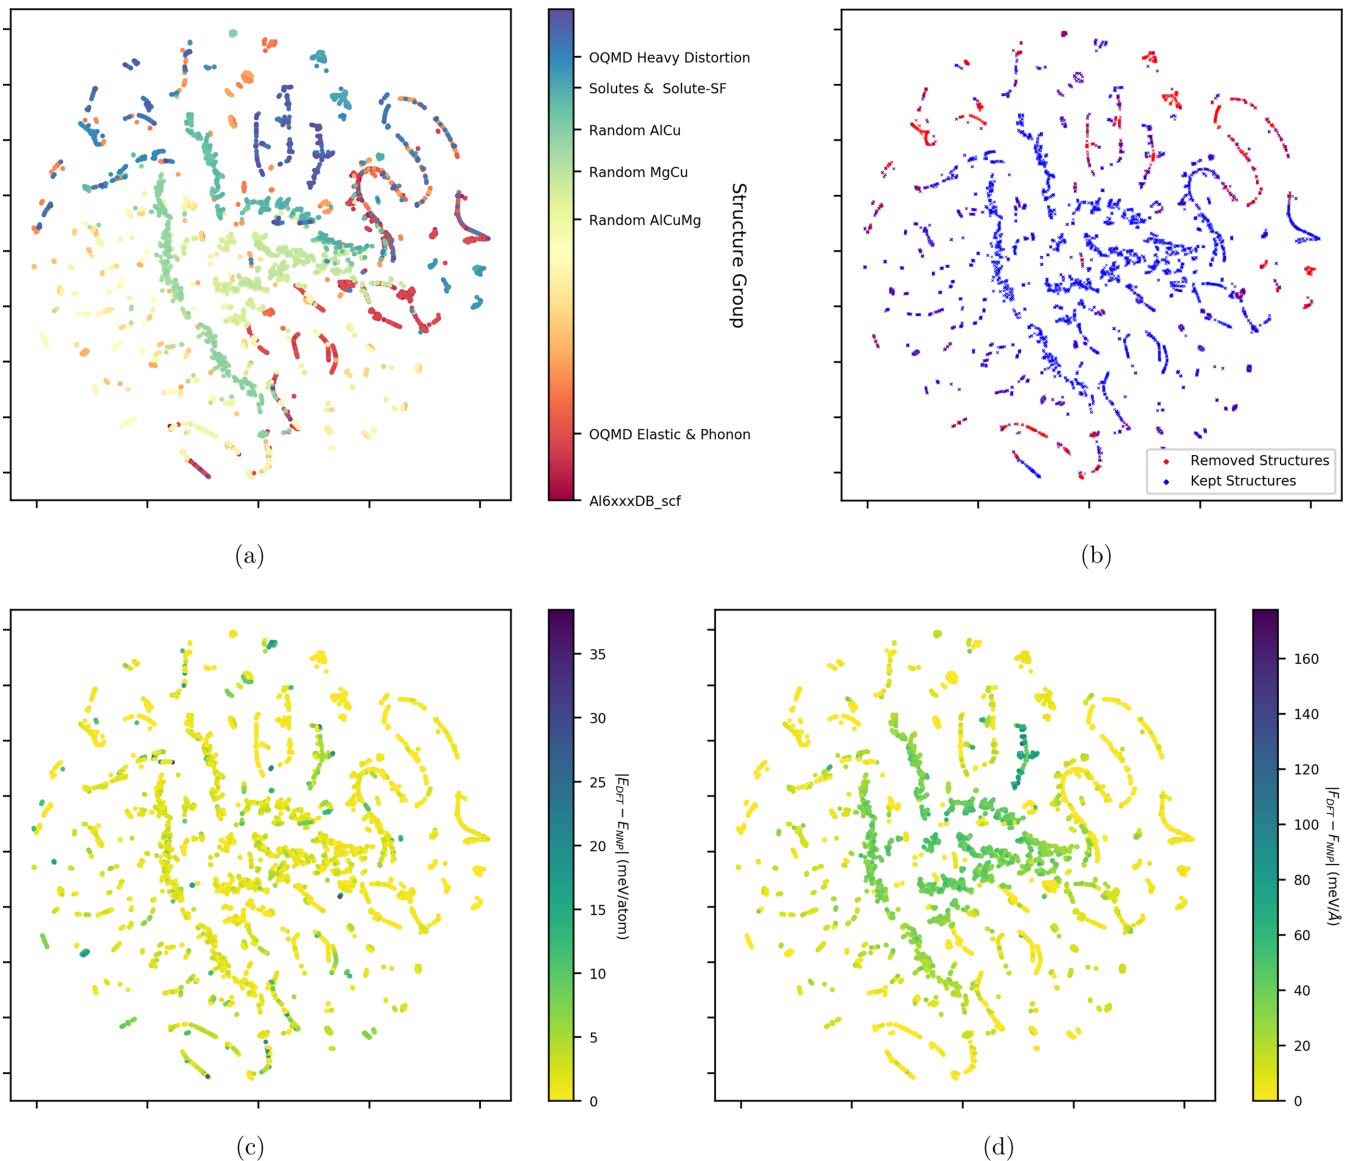 OQMD Heavy Distortion
Solutes & Solute-SF
Random AlCu
Random MgCu
Random AlCuMg
OQMD Elastic & Phonon
Al6xxxDB_scf
Structure Group
Removed Structures
Kept Structures
(a)
(b)
35
30
25
20
15
10
5
0
|E_DFT − E_NNP| (meV/atom)
160
140
120
100
80
60
40
20
0
|F_DFT − F_NNP| (meV/Å)
(c)
(d)